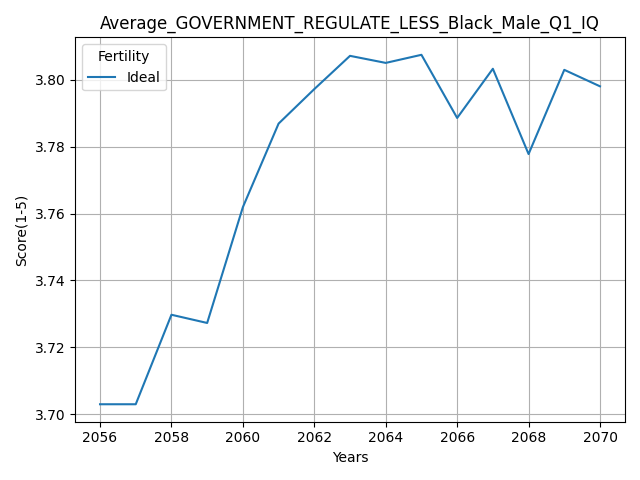 Average_GOVERNMENT_REGULATE_LESS_Black_Male_Q1_IQ
Fertility
Ideal
3.80
3.78
3.76
3.74
3.72
3.70
Score(1-5)
2056 2058 2060 2062 2064 2066 2068 2070
Years